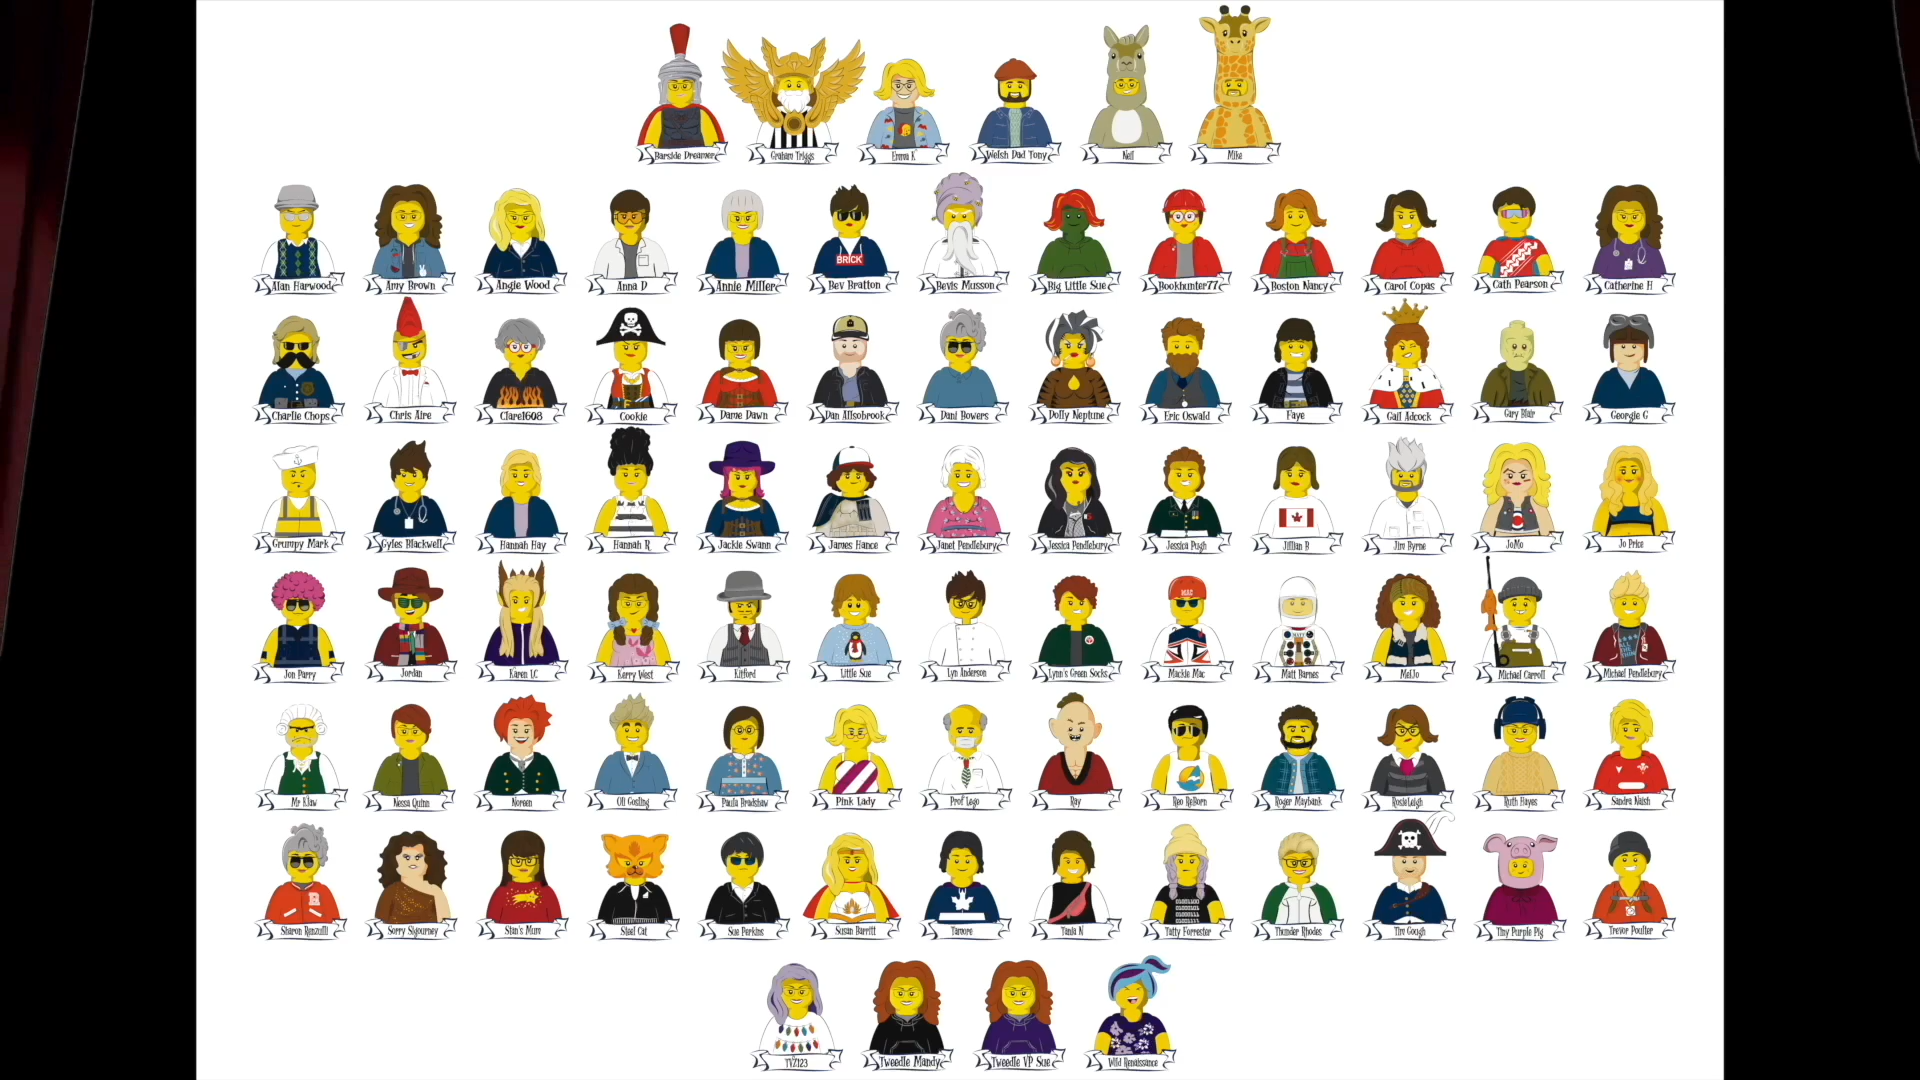 Barside Dreamer
Graham Triggs
Emma K
Welsh Dad Tony
Neil
Mike
Alan Harwood
Amy Brown
Angie Wood
Anna D
Annie Miller
BRICK
Bev Bratton
Bevis Musson
Big Little Sue
Bookhunter77
Boston Nancy
Carol Copas
Cath Pearson
Catherine H
Charlie Chops
Chris Aire
Clare1608
Cookie
Dame Dawn
Dan Allsobrook
Dani Bowers
Dolly Neptune
Eric Oswald
Faye
Gail Adcock
Gary Blair
Georgie G
Grumpy Mark
Gyles Blackwell
Hannah Hay
Hannah R
Jackie Swann
James Hance
Janet Pendlebury
Jessica Pendlebury
Jessica Pugh
Jillian B
Jim Byrne
JoMo
Jo Price
Jon Parry
Jordan
Karen LC
Kerry West
Kitford
Little Sue
Lyn Anderson
Lynn's Green Socks
MAC
Mackie Mac
Matt Barnes
MelJo
Michael Carroll
Michael Pendlebury
Mr Klaw
Nessa Quinn
Noreen
Oli Gosling
Paula Bradshaw
Pink Lady
Prof Lego
Ray
Reo ReBorn
Roger Maybank
RosieLeigh
Ruth Hayes
Sandra Naish
R
Sharon Renzulli
Sorry Sigourney
Stan's Mum
Steel Cat
Sue Perkins
Susan Barritt
Tamore
Tania N
Tatty Forrester
Thunder Rhodes
Tim Gough
Tiny Purple Pig
Trevor Poulter
TVZ123
Tweedle Mandy
Tweedle VP Sue
Wild Renaissance